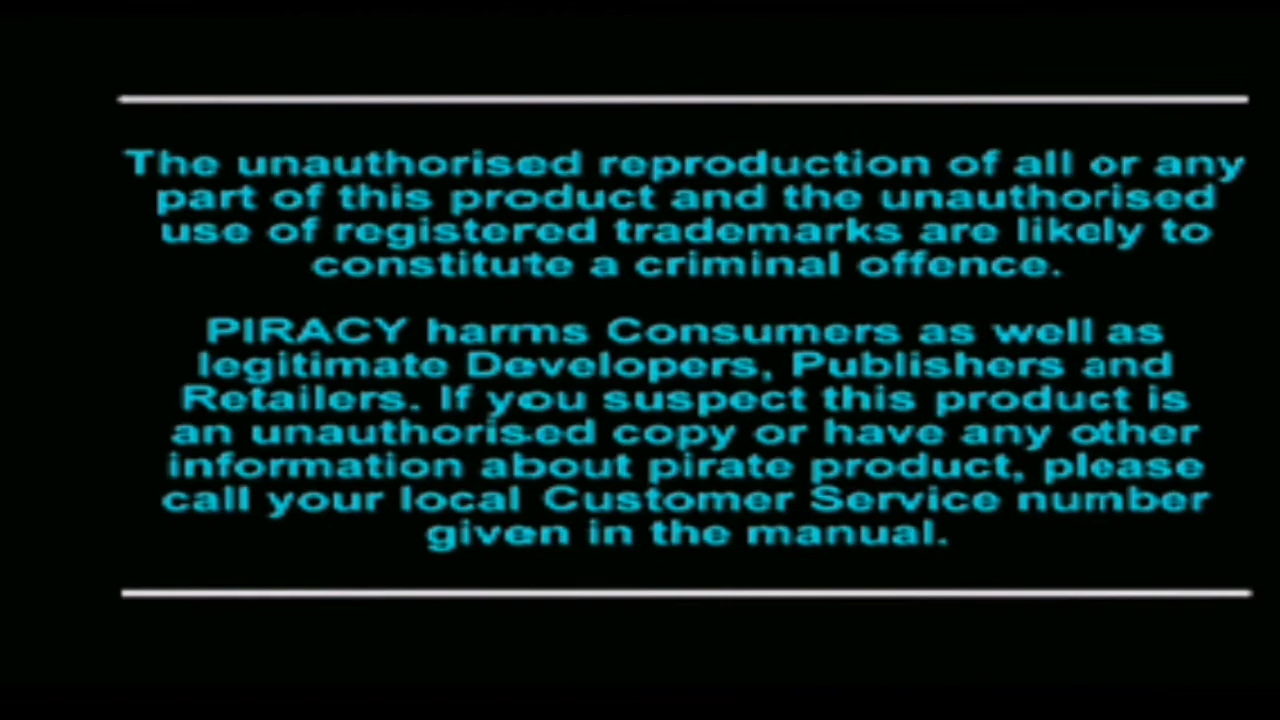 The unauthorised reproduction of all or any
part of this product and the unauthorised
use of registered trademarks are likely to
constitute a criminal offence.
PIRACY harms Consumers as well as
legitimate Developers, Publishers and
Retailers. If you suspect this product is
an unauthorised copy or have any other
information about pirate product, please
call your local Customer Service number
given in the manual.